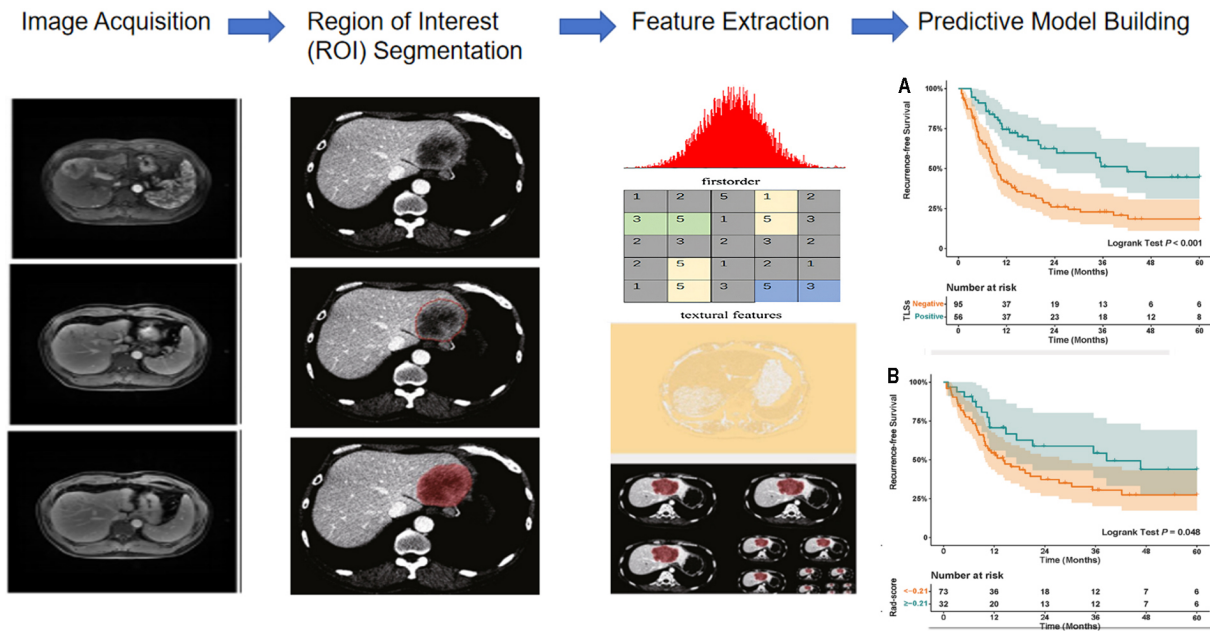 Image Acquisition
Region of Interest
(ROI) Segmentation
Feature Extraction
Predictive Model Building
firstorder
1 2 5 1 2
3 5 1 5 3
2 3 2 3 2
2 5 1 2 1
1 5 3 5 3
textural features
A
Recurrence-free Survival
100%
75%
50%
25%
0
Logrank Test P < 0.001
0 12 24 36 48 60
Time (Months)
Number at risk
TLSs
Negative 95 37 19 13 6 6
Positive 56 37 23 18 12 8
0 12 24 36 48 60
Time (Months)
B
Recurrence-free Survival
100%
75%
50%
25%
0
Logrank Test P = 0.048
0 12 24 36 48 60
Time (Months)
Number at risk
Rad-score
<-0.21 73 36 18 12 7 6
≥-0.21 32 20 13 12 7 6
0 12 24 36 48 60
Time (Months)